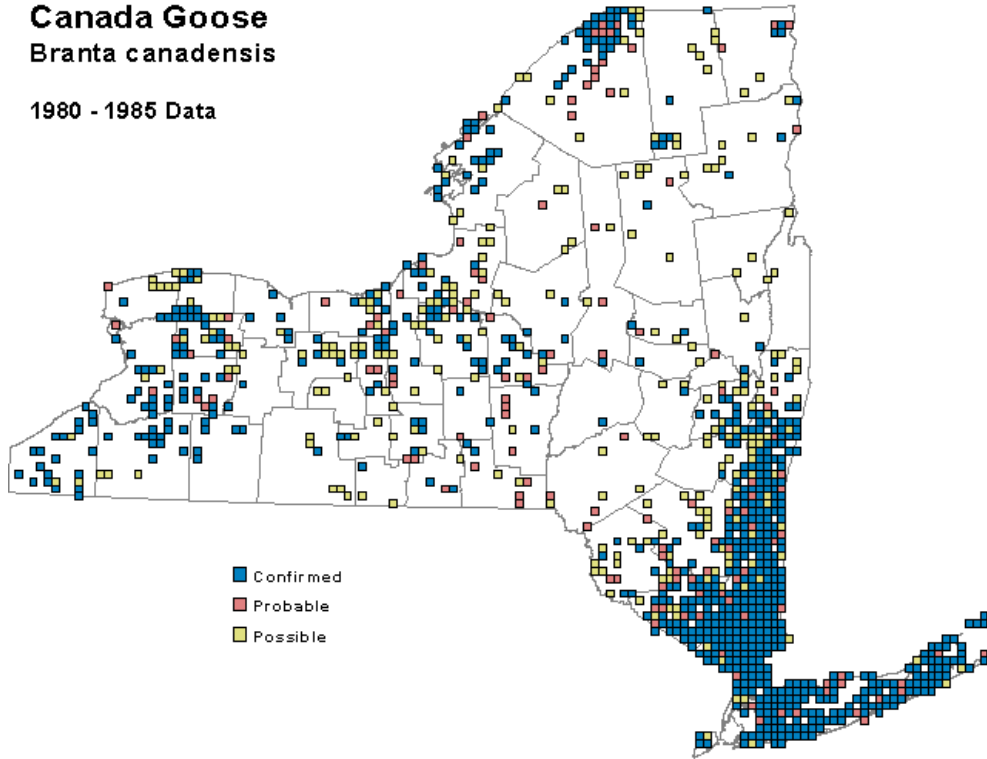 Canada Goose
Branta canadensis
1980 - 1985 Data
Confirmed
Probable
Possible